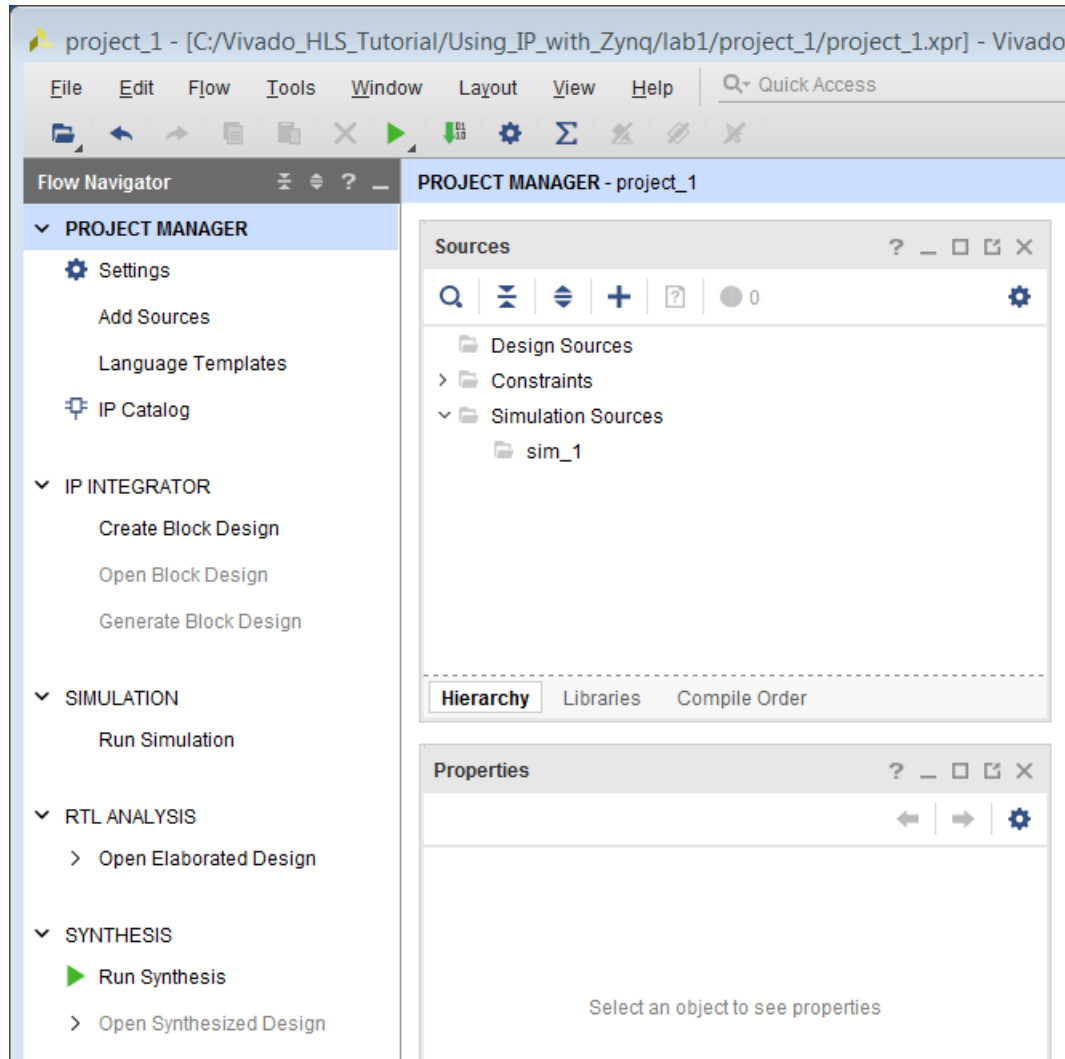 project_1 - [C:/Vivado_HLS_Tutorial/Using_IP_with_Zynq/lab1/project_1/project_1.xpr] - Vivado
File Edit Flow Tools Window Layout View Help Quick Access
Flow Navigator
PROJECT MANAGER
Settings
Add Sources
Language Templates
IP Catalog
IP INTEGRATOR
Create Block Design
Open Block Design
Generate Block Design
SIMULATION
Run Simulation
RTL ANALYSIS
Open Elaborated Design
SYNTHESIS
Run Synthesis
Open Synthesized Design
PROJECT MANAGER - project_1
Sources
0
Design Sources
Constraints
Simulation Sources
sim_1
Hierarchy Libraries Compile Order
Properties
Select an object to see properties